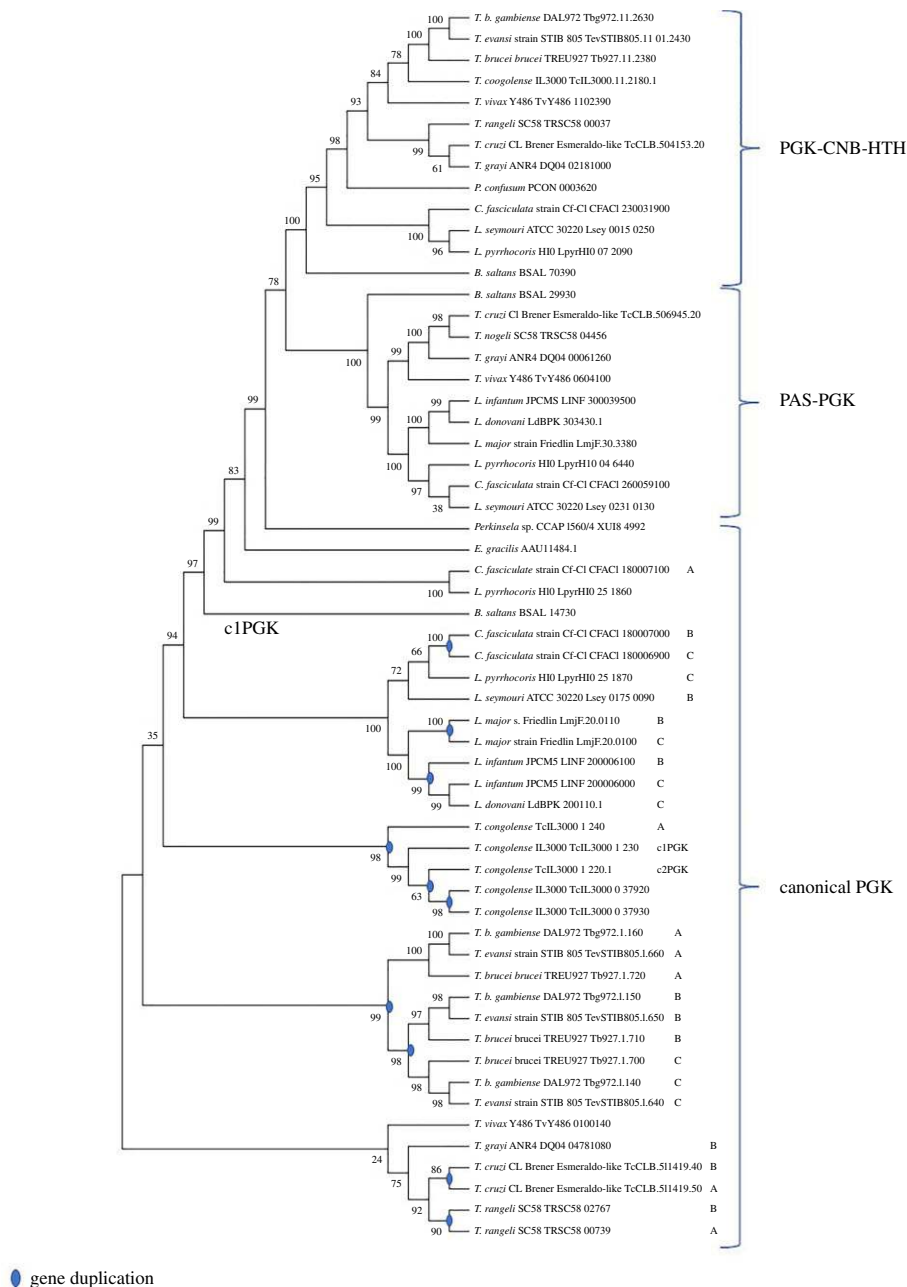 100 T. b. gambiense DAL972 Tbg972.11.2630
100 T. evansi strain STIB 805 TevSTIB805.11 01.2430
78 T. brucei brucei TREU927 Tb927.11.2380
84 T. coogolense IL3000 TcIL3000.11.2180.1
93 T. vivax Y486 TvY486 1102390
98 T. rangeli SC58 TRSC58 00037
99 T. cruzi CL Brener Esmeraldo-like TcCLB.504153.20
61 T. grayi ANR4 DQ04 02181000
PGK-CNB-HTH
95 P. confusum PCON 0003620
C. fasciculata strain Cf-Cl CFACl 230031900
100 L. seymouri ATCC 30220 Lsey 0015 0250
96 L. pyrrhocoris HI0 LpyrHI0 07 2090
100 B. saltans BSAL 70390
78 B. saltans BSAL 29930
98 T. cruzi Cl Brener Esmeraldo-like TcCLB.506945.20
100 T. nogeli SC58 TRSC58 04456
100 99 T. grayi ANR4 DQ04 00061260
T. vivax Y486 TvY486 0604100
99 L. infantum JPCMS LINF 300039500
PAS-PGK
99 100 L. donovani LdBPK 303430.1
99 L. major strain Friedlin LmjF.30.3380
100 L. pyrrhocoris HI0 LpyrH10 04 6440
97 C. fasciculata strain Cf-Cl CFACl 260059100
83 38 L. seymouri ATCC 30220 Lsey 0231 0130
Perkinsela sp. CCAP l560/4 XUI8 4992
99 E. gracilis AAU11484.1
97 C. fasciculate strain Cf-Cl CFACl 180007100 A
100 L. pyrrhocoris Hl0 LpyrHI0 25 1860
B. saltans BSAL 14730
c1PGK
94 100 C. fasciculata strain Cf-Cl CFACl 180007000 B
66 C. fasciculata strain Cf-Cl CFACl 180006900 C
72 L. pyrrhocoris HI0 LpyrHI0 25 1870 C
L. seymouri ATCC 30220 Lsey 0175 0090 B
100 100 L. major s. Friedlin LmjF.20.0110 B
35 L. major strain Friedlin LmjF.20.0100 C
100 L. infantum JPCM5 LINF 200006100 B
99 L. infantum JPCM5 LINF 200006000 C
99 L. donovani LdBPK 200110.1 C
T. congolense TcIL3000 1 240 A
98 T. congolense IL3000 TcIL3000 1 230 c1PGK
99 T. congolense TcIL3000 1 220.1 c2PGK
63 T. congolense IL3000 TcIL3000 0 37920
canonical PGK
98 T. congolense IL3000 TcIL3000 0 37930
100 T. b. gambiense DAL972 Tbg972.1.160 A
100 T. evansi strain STIB 805 TevSTIB805.l.660 A
T. brucei brucei TREU927 Tb927.1.720 A
98 T. b. gambiense DAL972 Tbg972.l.150 B
99 97 T. evansi strain STIB 805 TevSTIB805.l.650 B
T. brucei brucei TREU927 Tb927.1.710 B
98 T. brucei brucei TREU927 Tb927.1.700 C
98 T. b. gambiense DAL972 Tbg972.l.140 C
98 T. evansi strain STIB 805 TevSTIB805.l.640 C
T. vivax Y486 TvY486 0100140
24 T. grayi ANR4 DQ04 04781080 B
75 86 T. cruzi CL Brener Esmeraldo-like TcCLB.5l1419.40 B
T. cruzi CL Brener Esmeraldo-like TcCLB.5l1419.50 A
92 T. rangeli SC58 TRSC58 02767 B
90 T. rangeli SC58 TRSC58 00739 A
gene duplication